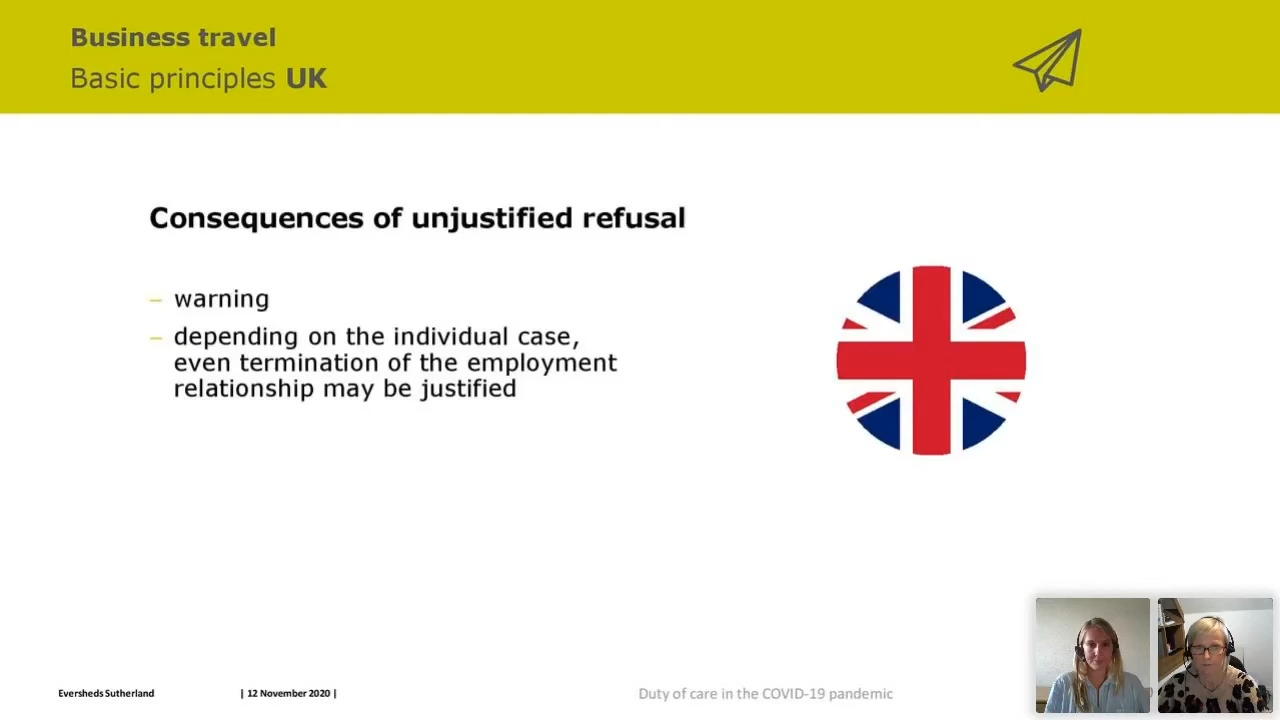 Business travel
Basic principles UK
Consequences of unjustified refusal
– warning
– depending on the individual case,
even termination of the employment
relationship may be justified
Eversheds Sutherland | 12 November 2020 | Duty of care in the COVID-19 pandemic